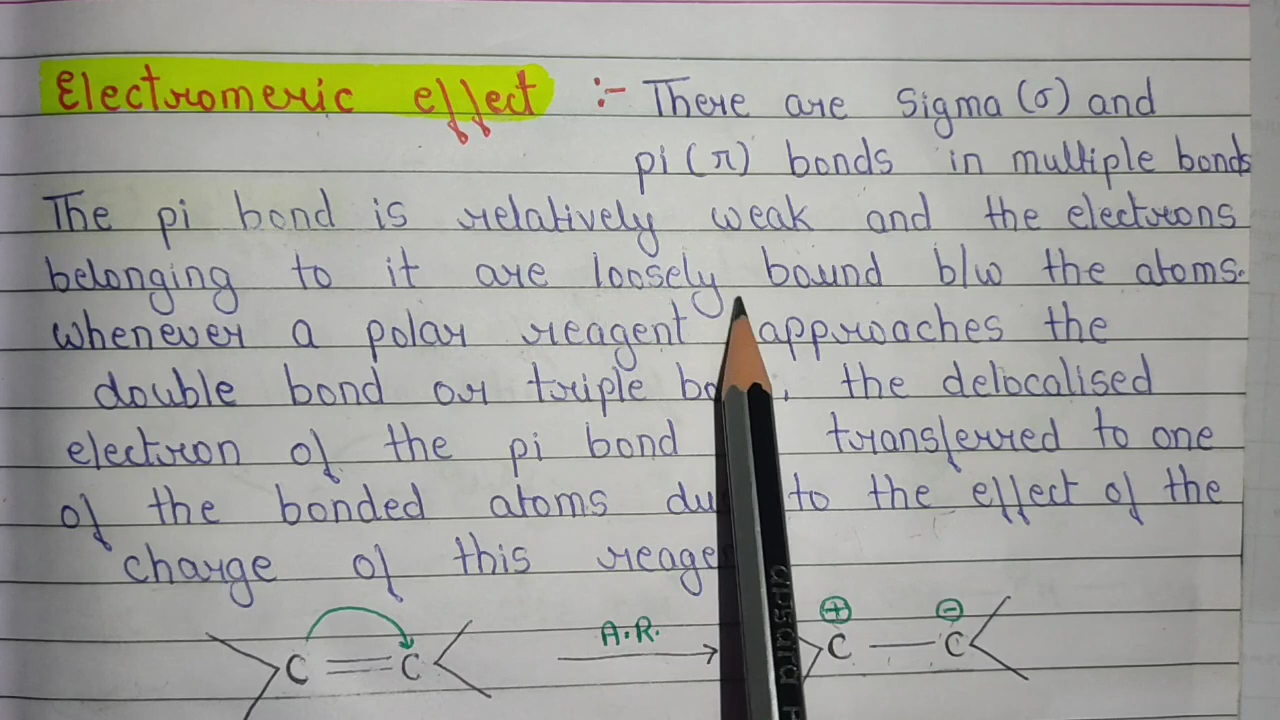 Electromeric effect :- There are Sigma (σ) and
pi (π) bonds in multiple bonds
The pi bond is relatively weak and the electrons
belonging to it are loosely bound b/w the atoms.
whenever a polar reagent approaches the
double bond or triple the delocalised
electron of the pi bond transferred to one
of the bonded atoms to the effect of the
charge of this
C = C A.R. → ⊕ C — ⊖ C
apsara